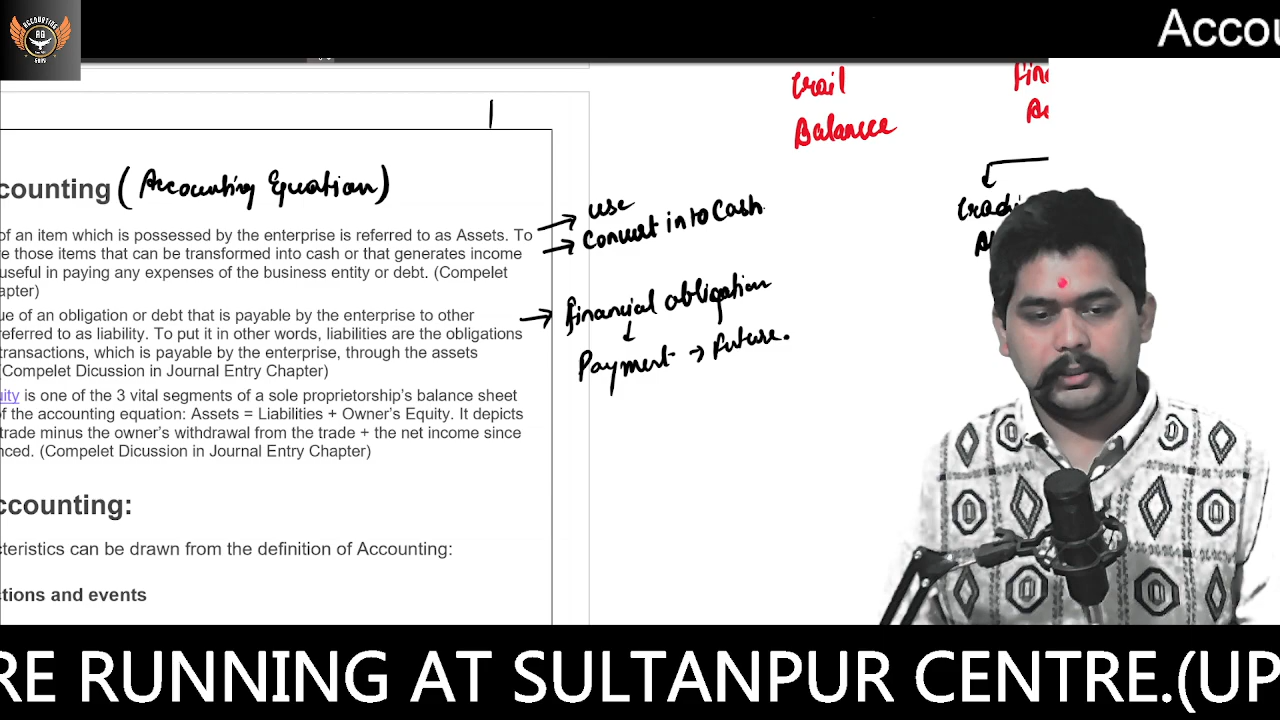 Accou
ACCOUNTING
AG
trail
Balance
fin
1
ccounting (Accounting Equation)
of an item which is possessed by the enterprise is referred to as Assets. To
e those items that can be transformed into cash or that generates income
useful in paying any expenses of the business entity or debt. (Compelet
apter)
use
Convert into Cash
ue of an obligation or debt that is payable by the enterprise to other
referred to as liability. To put it in other words, liabilities are the obligations
transactions, which is payable by the enterprise, through the assets
(Compelet Dicussion in Journal Entry Chapter)
financial obligation
Payment → future.
uity is one of the 3 vital segments of a sole proprietorship's balance sheet
of the accounting equation: Assets = Liabilities + Owner's Equity. It depicts
trade minus the owner's withdrawal from the trade + the net income since
nced. (Compelet Dicussion in Journal Entry Chapter)
tradi
ccounting:
cteristics can be drawn from the definition of Accounting:
ctions and events
RE RUNNING AT SULTANPUR CENTRE.(UP